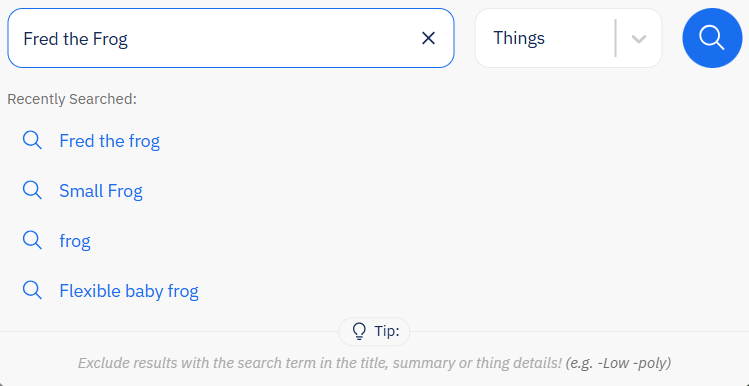 Fred the Frog
Things
Recently Searched:
Fred the frog
Small Frog
frog
Flexible baby frog
Tip:
Exclude results with the search term in the title, summary or thing details! (e.g. -Low -poly)